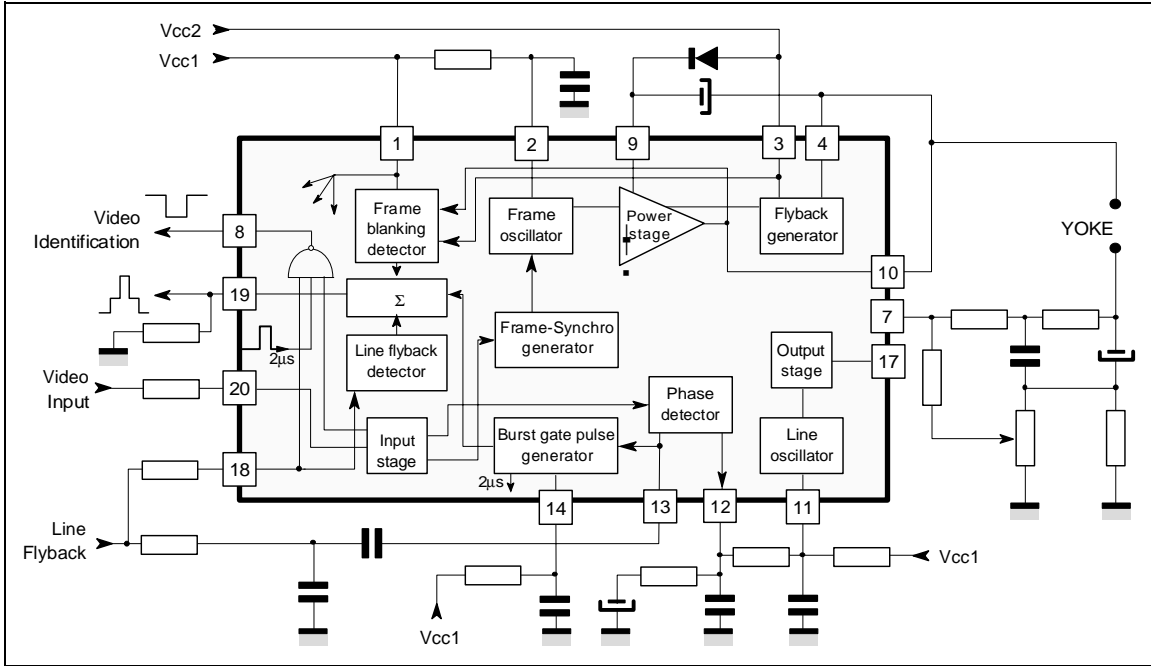 Vcc2
Vcc1
1
2
9
3
4
Video
Identification
8
Frame
blanking
detector
Frame
oscillator
Power
stage
Flyback
generator
YOKE
10
19
Σ
7
2µs
Line flyback
detector
Frame-Synchro
generator
Output
stage
17
Video
Input
20
Phase
detector
Input
stage
Burst gate pulse
generator
Line
oscillator
18
2µs
14
13
12
11
Line
Flyback
Vcc1
Vcc1